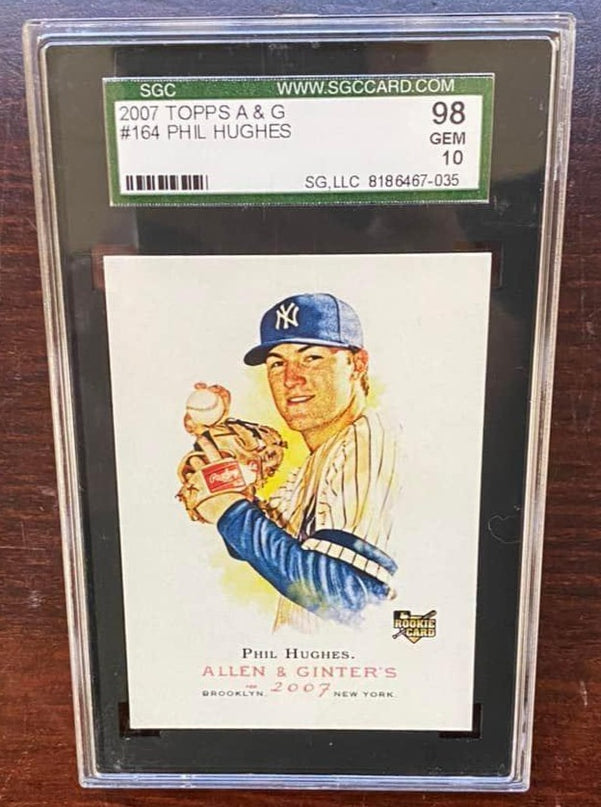 SGC WWW.SGCCARD.COM
2007 TOPPS A & G 98
#164 PHIL HUGHES GEM
10
SG,LLC 8186467-035
NY
Rawlings
ROOKIE
CARD
PHIL HUGHES.
ALLEN & GINTER'S
BROOKLYN, 2007 NEW YORK.